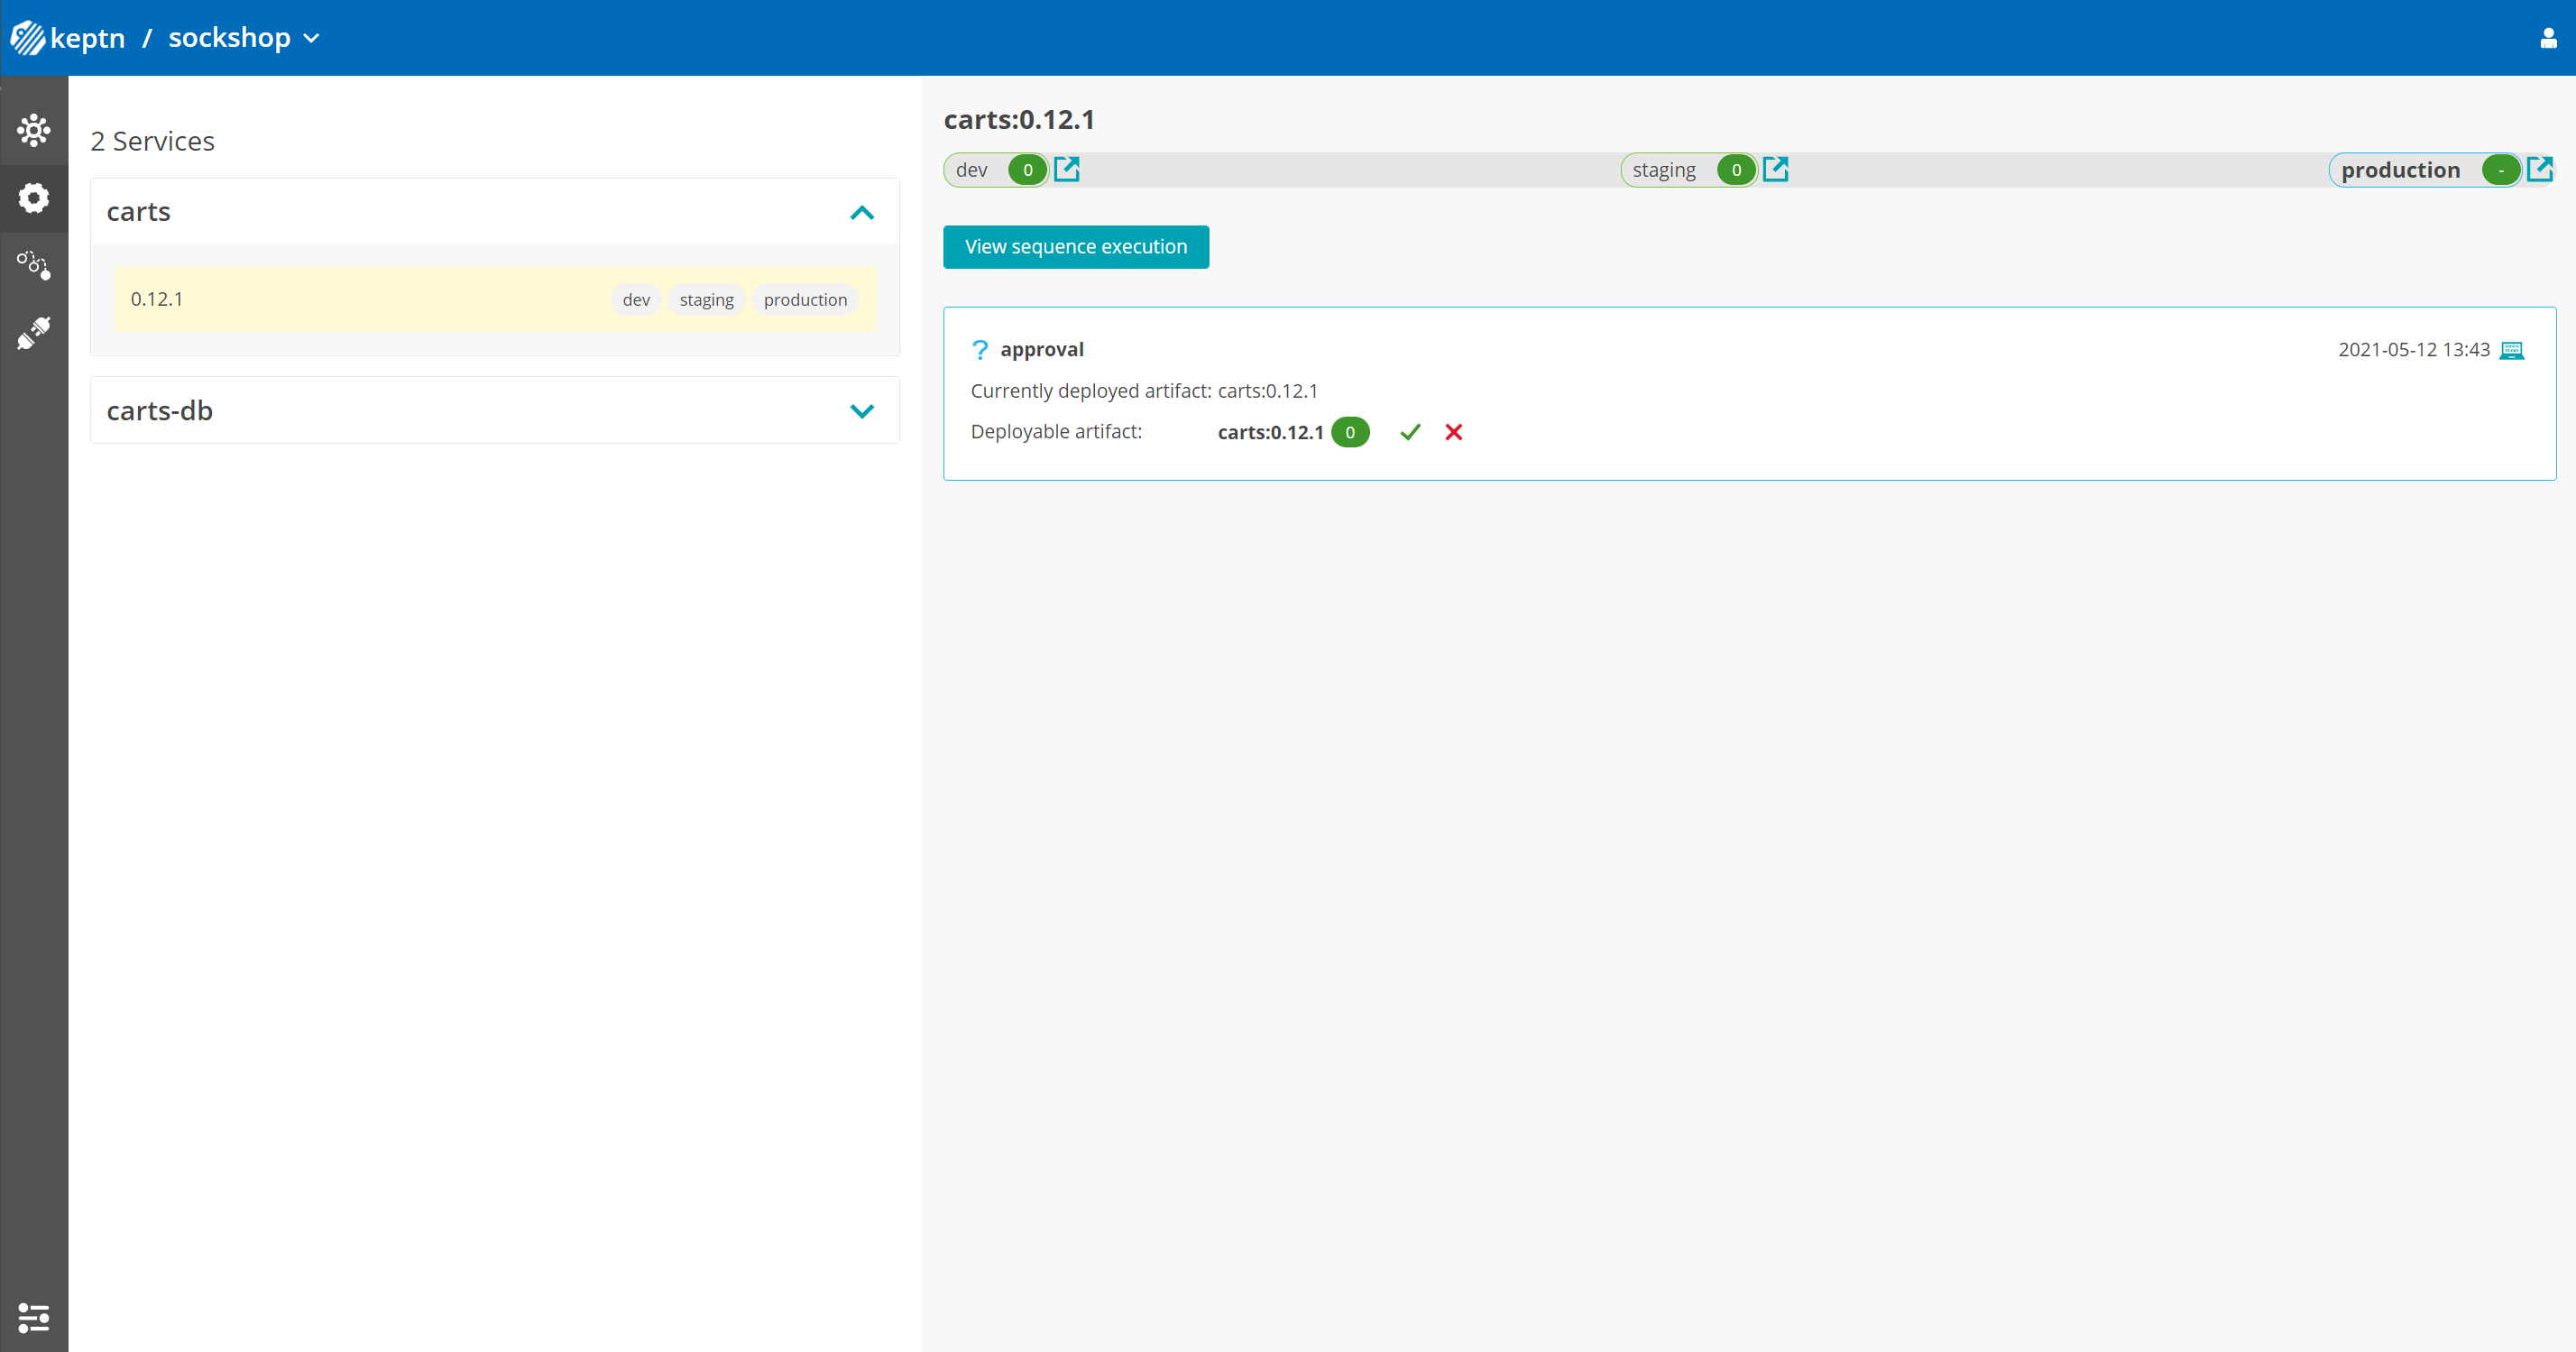 keptn / sockshop
2 Services
carts
0.12.1 dev staging production
carts-db
carts:0.12.1
dev 0 staging 0 production -
View sequence execution
? approval 2021-05-12 13:43
Currently deployed artifact: carts:0.12.1
Deployable artifact: carts:0.12.1 0